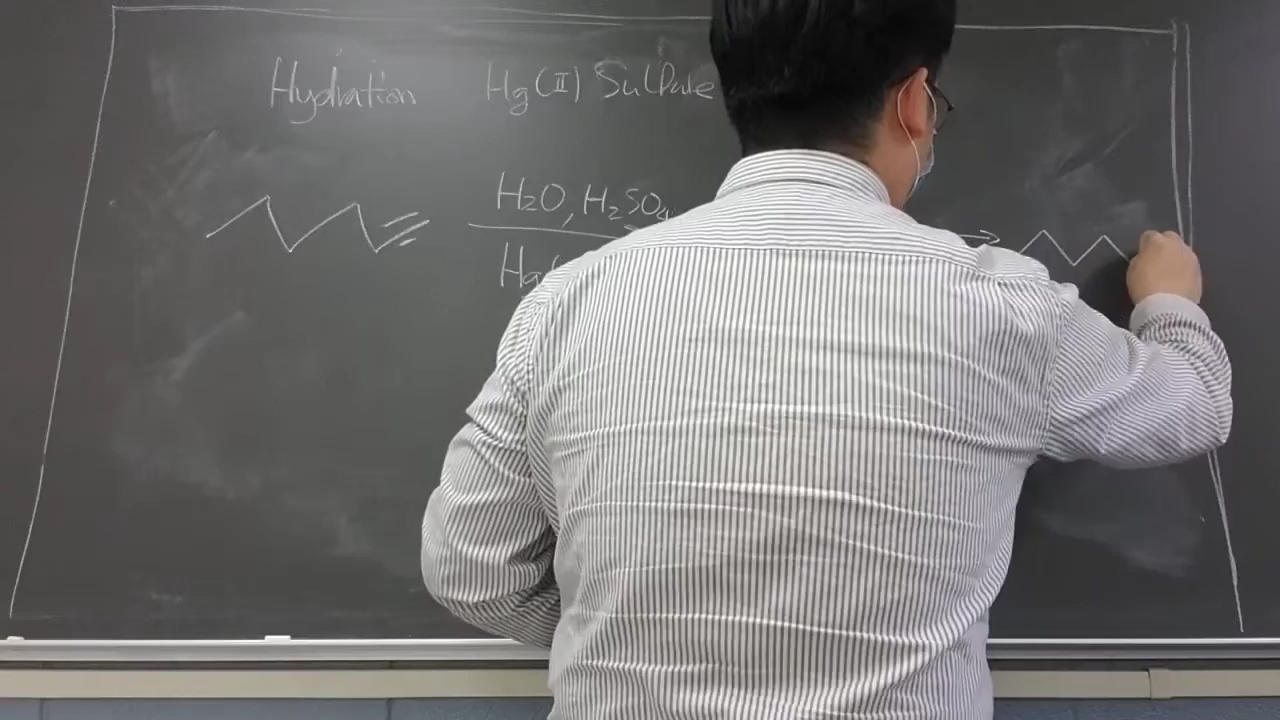 Hydration Hg(II) Sulfate
H2O, H2SO4